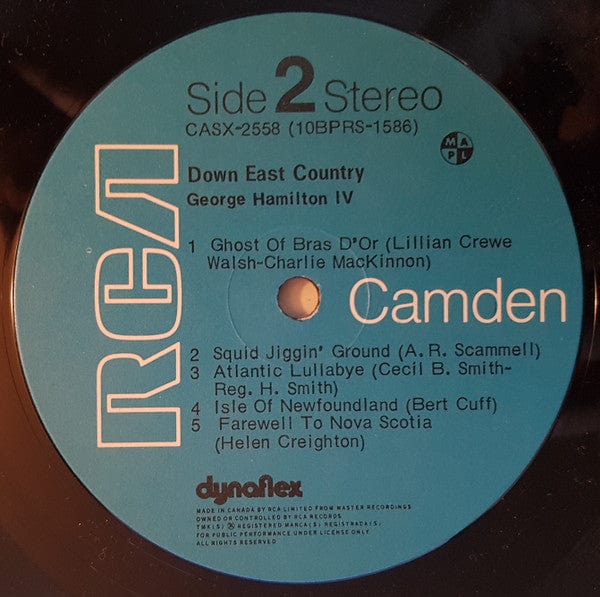 Side 2 Stereo
CASX-2558 (10BPRS-1586)
MAPL
Down East Country
George Hamilton IV
1 Ghost Of Bras D'Or (Lillian Crewe
Walsh-Charlie MacKinnon)
RCA
Camden
2 Squid Jiggin' Ground (A. R. Scammell)
3 Atlantic Lullabye (Cecil B. Smith-
Reg. H. Smith)
4 Isle Of Newfoundland (Bert Cuff)
5 Farewell To Nova Scotia
(Helen Creighton)
dynaflex
MADE IN CANADA BY RCA LIMITED FROM MASTER RECORDINGS
OWNED OR CONTROLLED BY RCA RECORDS
TMK(S) ® REGISTERED MARCA(S) REGISTRADA(S)
FOR PUBLIC PERFORMANCE UNDER LICENSE ONLY
ALL RIGHTS RESERVED